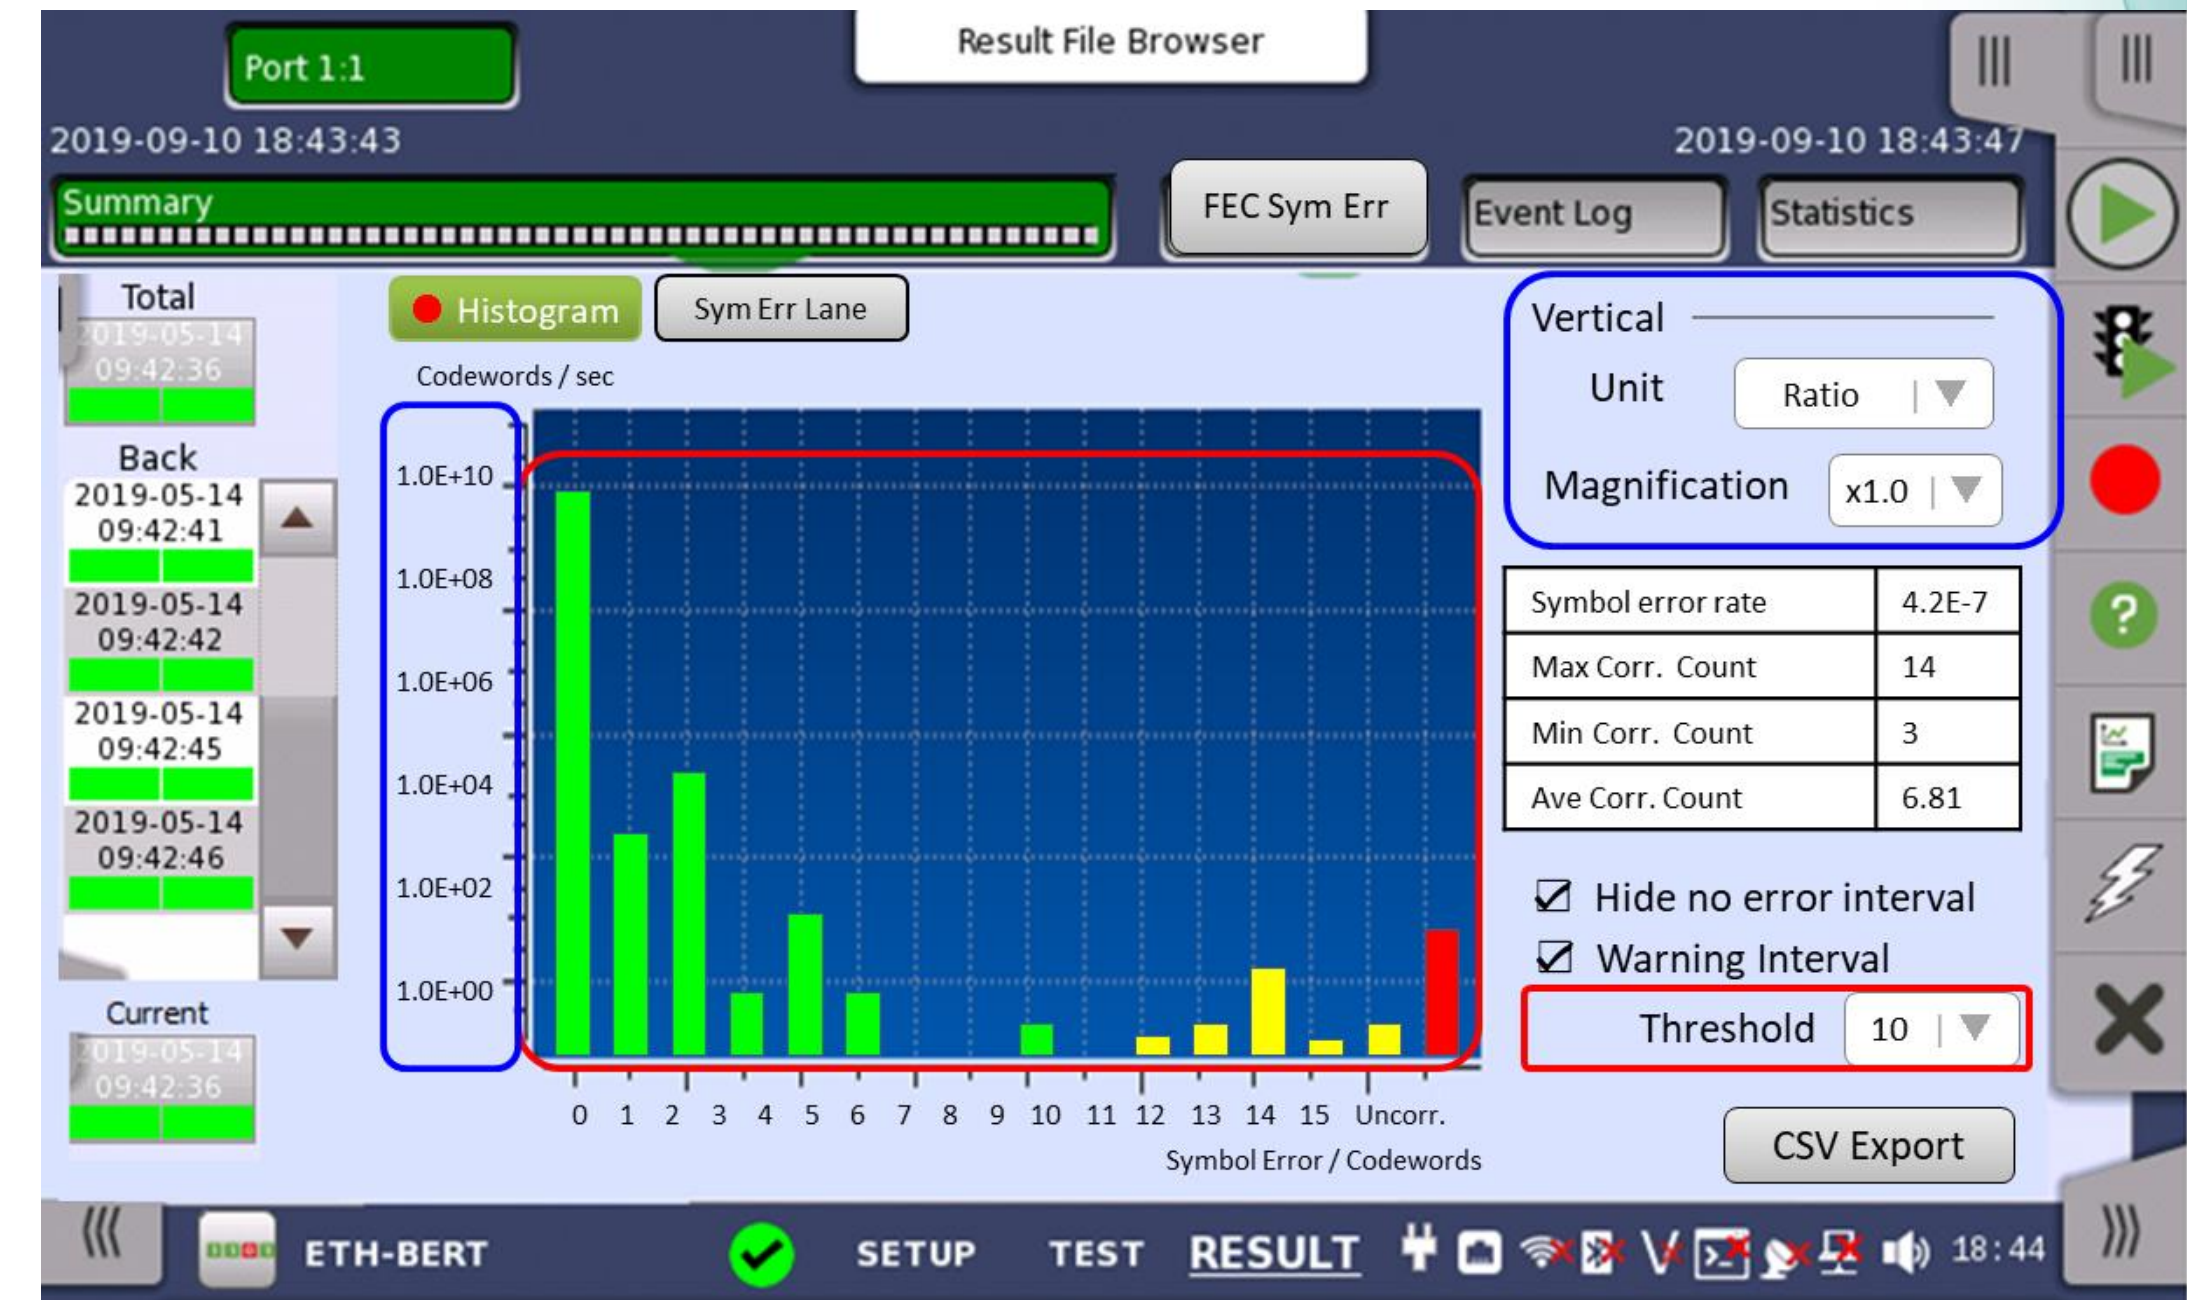 Result File Browser
Port 1:1
2019-09-10 18:43:43
2019-09-10 18:43:47
Summary
FEC Sym Err
Event Log
Statistics
Total
2019-05-14
09:42:36
Back
2019-05-14
09:42:41
2019-05-14
09:42:42
2019-05-14
09:42:45
2019-05-14
09:42:46
Current
2019-05-14
09:42:36
Histogram
Sym Err Lane
Codewords / sec
1.0E+10
1.0E+08
1.0E+06
1.0E+04
1.0E+02
1.0E+00
0 1 2 3 4 5 6 7 8 9 10 11 12 13 14 15 Uncorr.
Symbol Error / Codewords
Vertical
Unit Ratio
Magnification x1.0
Symbol error rate 4.2E-7
Max Corr. Count 14
Min Corr. Count 3
Ave Corr. Count 6.81
Hide no error interval
Warning Interval
Threshold 10
CSV Export
ETH-BERT
SETUP
TEST
RESULT
18:44